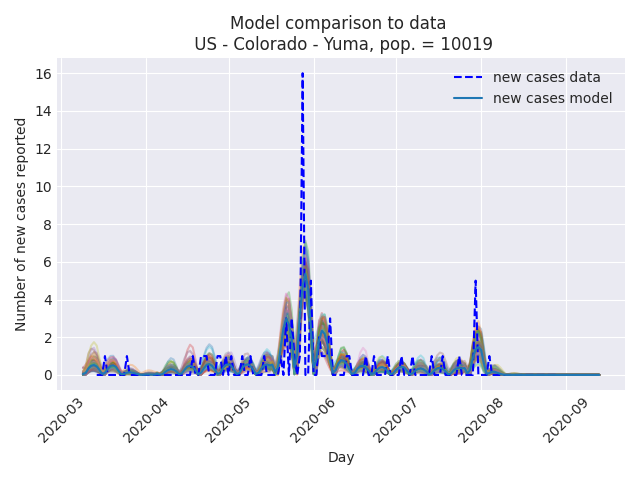 Model comparison to data
US - Colorado - Yuma, pop. = 10019
new cases data
new cases model
Number of new cases reported
16
14
12
10
8
6
4
2
0
2020-03
2020-04
2020-05
2020-06
2020-07
2020-08
2020-09
Day